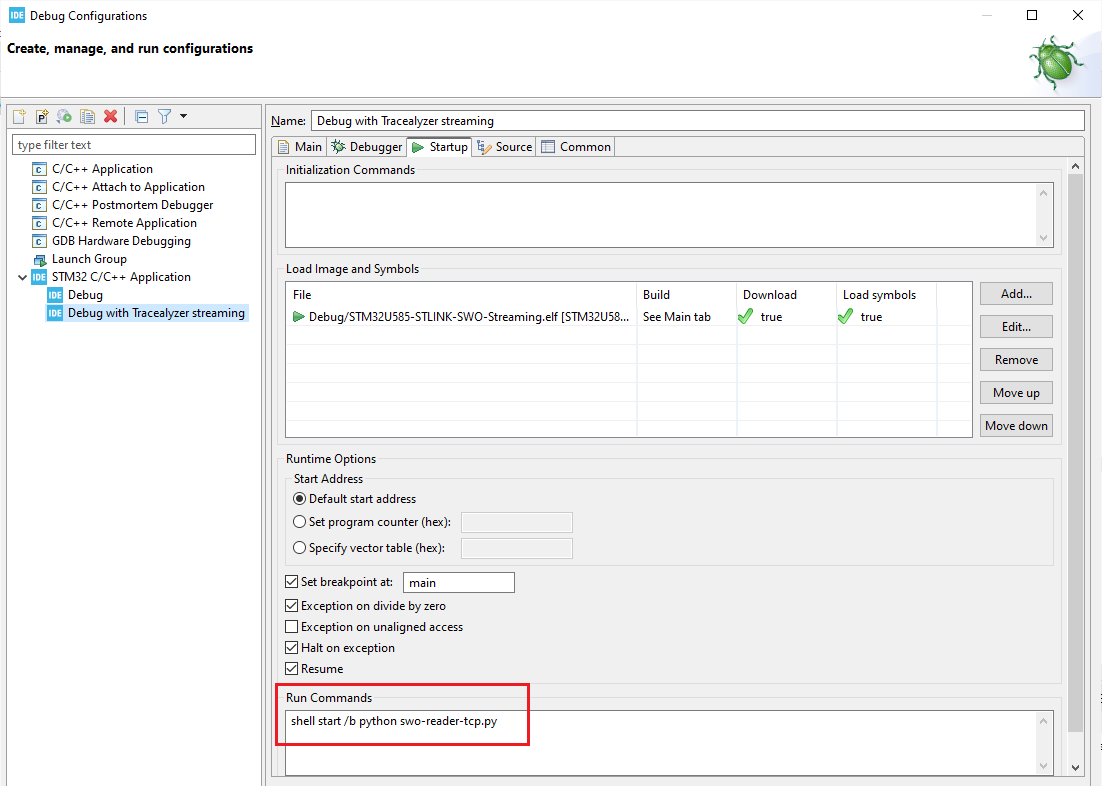 IDE Debug Configurations
Create, manage, and run configurations
type filter text
C/C++ Application
C/C++ Attach to Application
C/C++ Postmortem Debugger
C/C++ Remote Application
GDB Hardware Debugging
Launch Group
IDE STM32 C/C++ Application
IDE Debug
IDE Debug with Tracealyzer streaming
Name: Debug with Tracealyzer streaming
Main Debugger Startup Source Common
Initialization Commands
Load Image and Symbols
File Build Download Load symbols
Debug/STM32U585-STLINK-SWO-Streaming.elf [STM32U58... See Main tab true true
Add...
Edit...
Remove
Move up
Move down
Runtime Options
Start Address
Default start address
Set program counter (hex):
Specify vector table (hex):
Set breakpoint at: main
Exception on divide by zero
Exception on unaligned access
Halt on exception
Resume
Run Commands
shell start /b python swo-reader-tcp.py